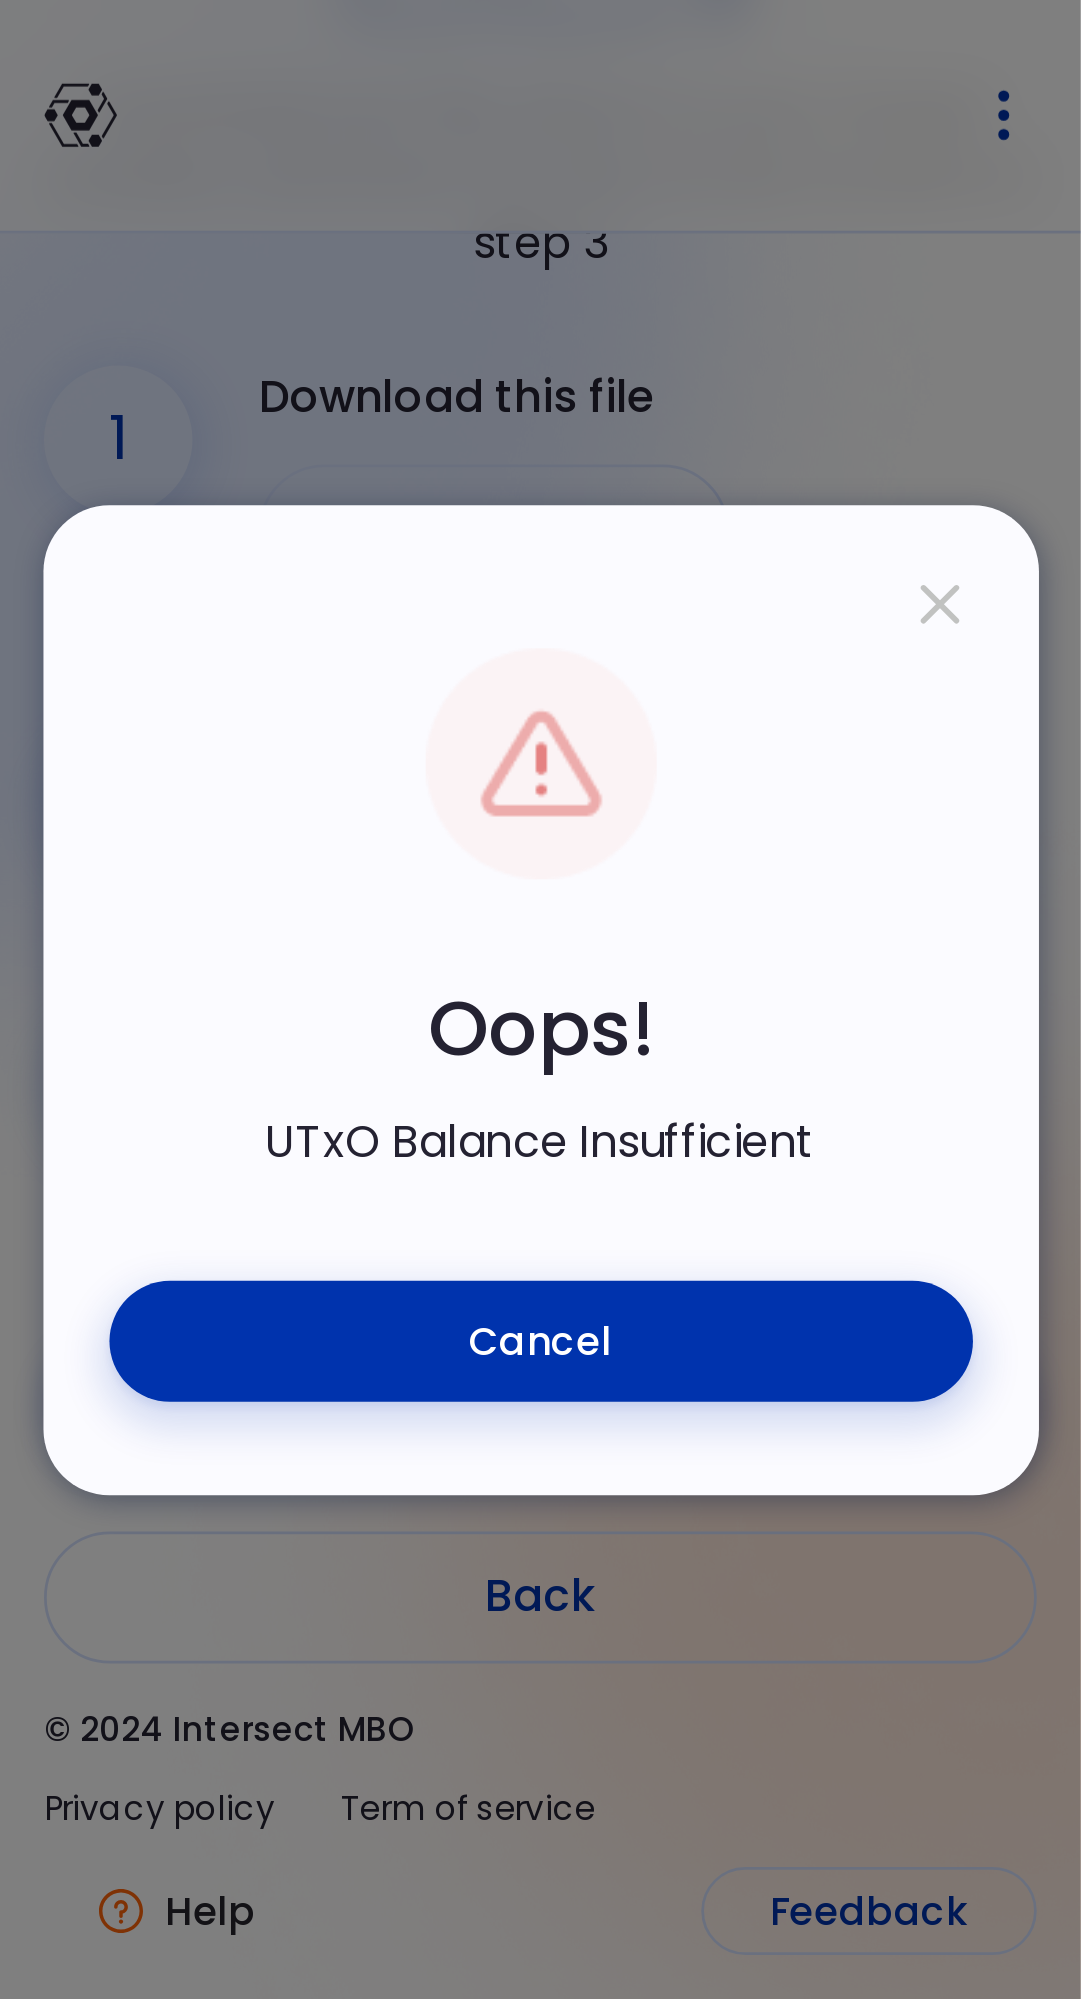 step 3
1
Download this file
Oops!
UTxO Balance Insufficient
Cancel
Back
© 2024 Intersect MBO
Privacy policy Term of service
Help Feedback